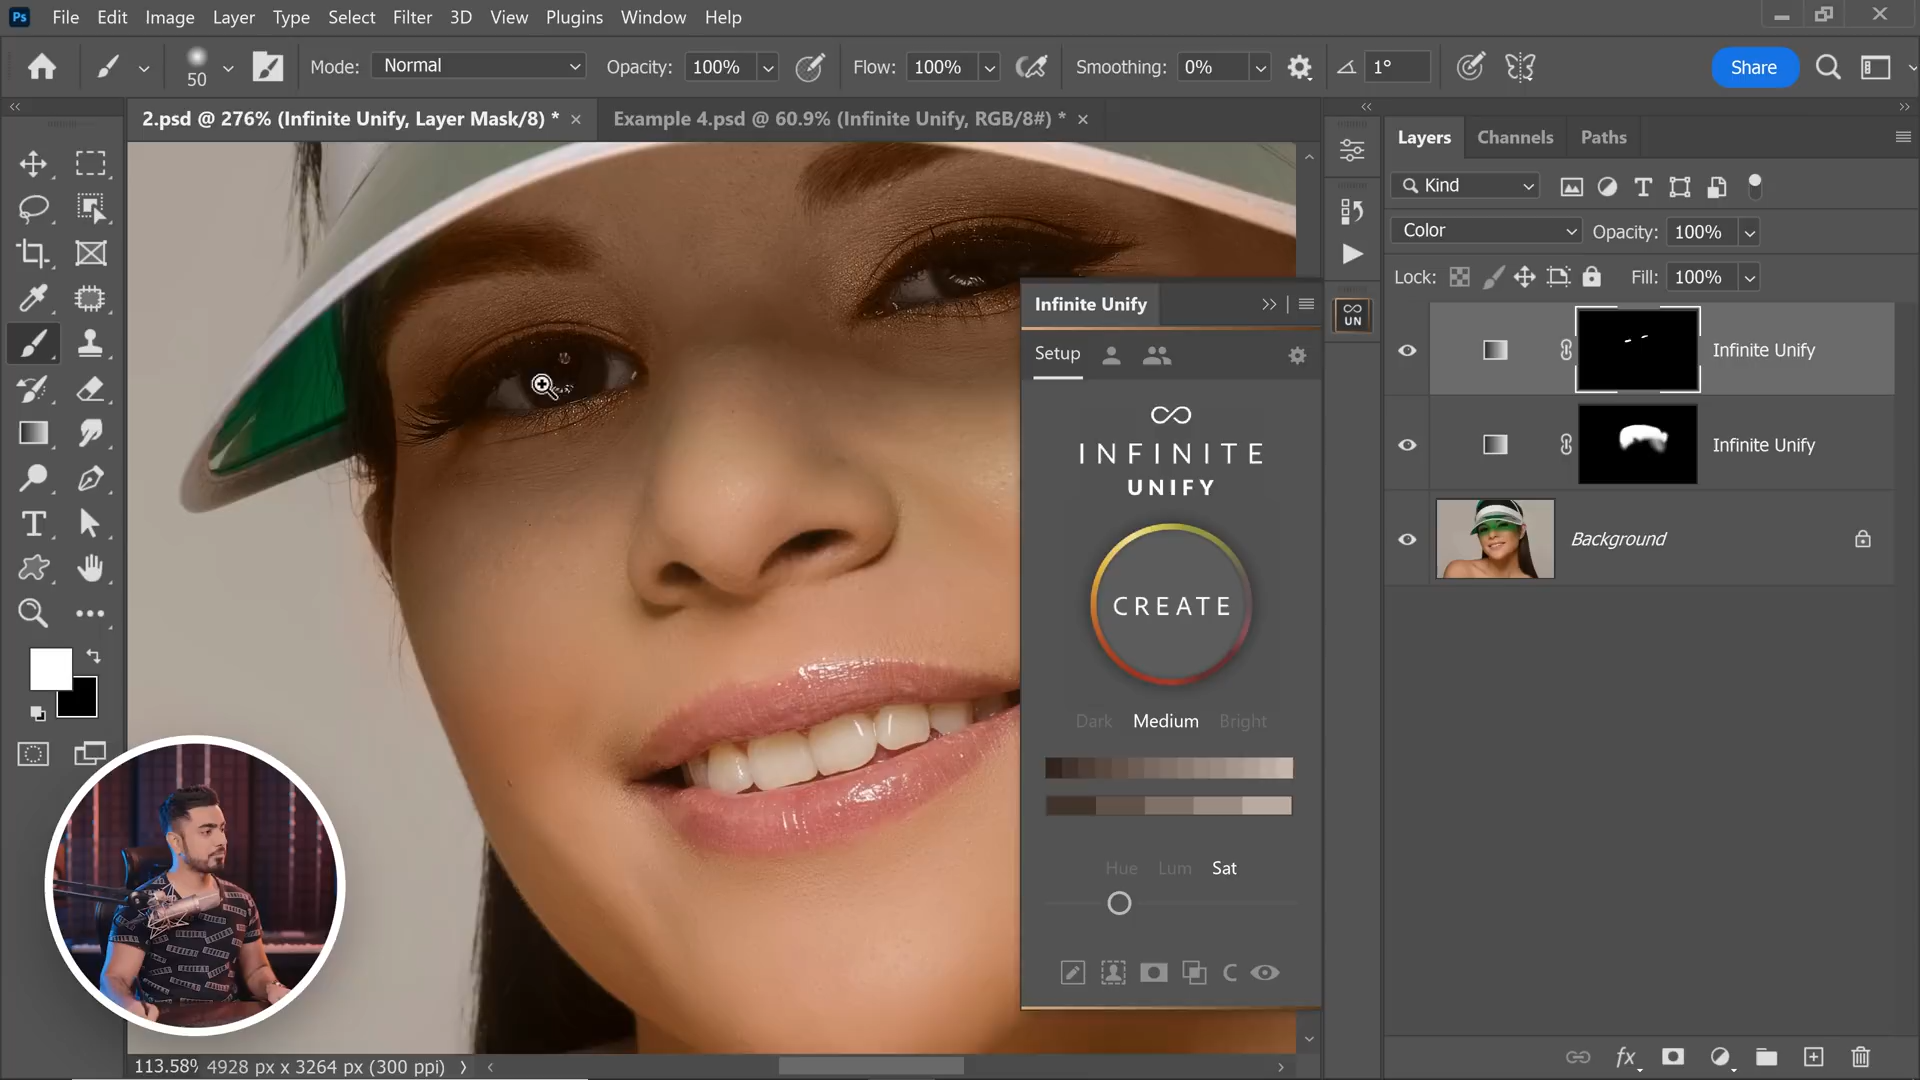 Ps File Edit Image Layer Type Select Filter 3D View Plugins Window Help
50 Mode: Normal Opacity: 100% Flow: 100% Smoothing: 0% 1° Share
2.psd @ 276% (Infinite Unify, Layer Mask/8) * Example 4.psd @ 60.9% (Infinite Unify, RGB/8#) *
Layers Channels Paths
Kind
Color Opacity: 100%
Lock: Fill: 100%
Infinite Unify
Infinite Unify
Background
UN
Infinite Unify
Setup
INFINITE
UNIFY
CREATE
Dark Medium Bright
Hue Lum Sat
C
113.58% 4928 px x 3264 px (300 ppi)
fx